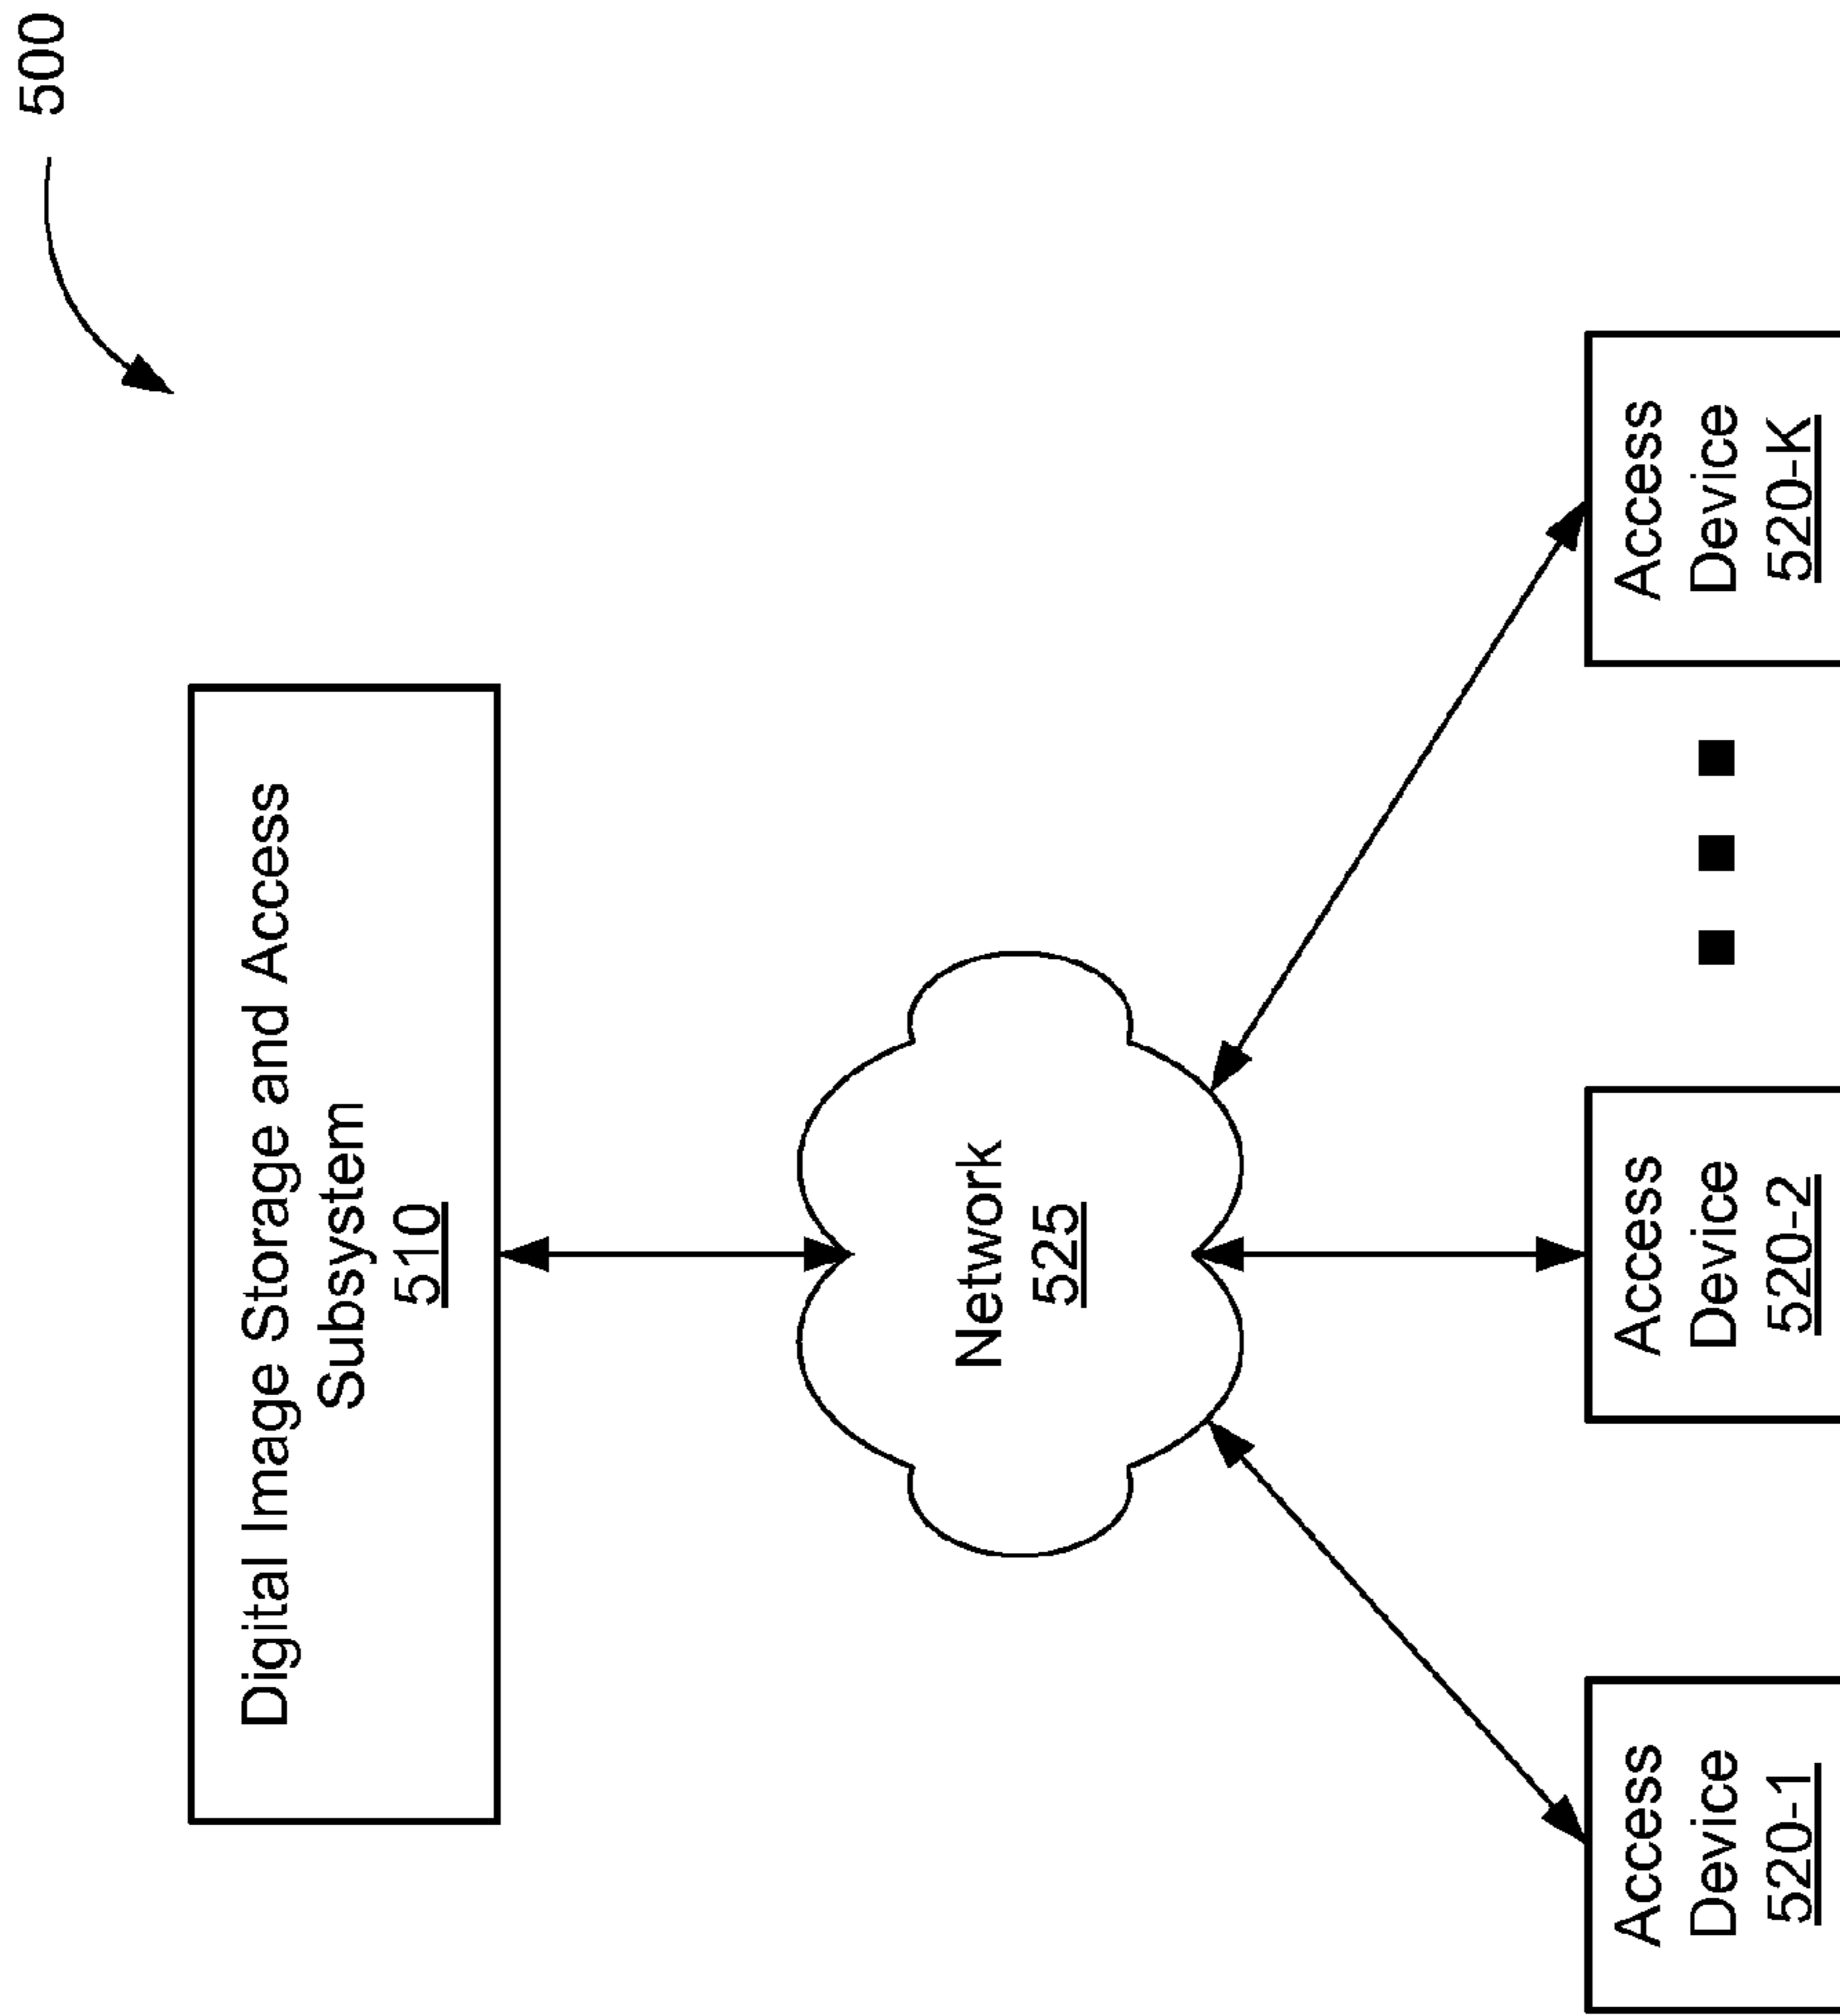 500
Digital Image Storage and Access
Subsystem
510
Network
525
Access
Device
520-1
Access
Device
520-2
Access
Device
520-K